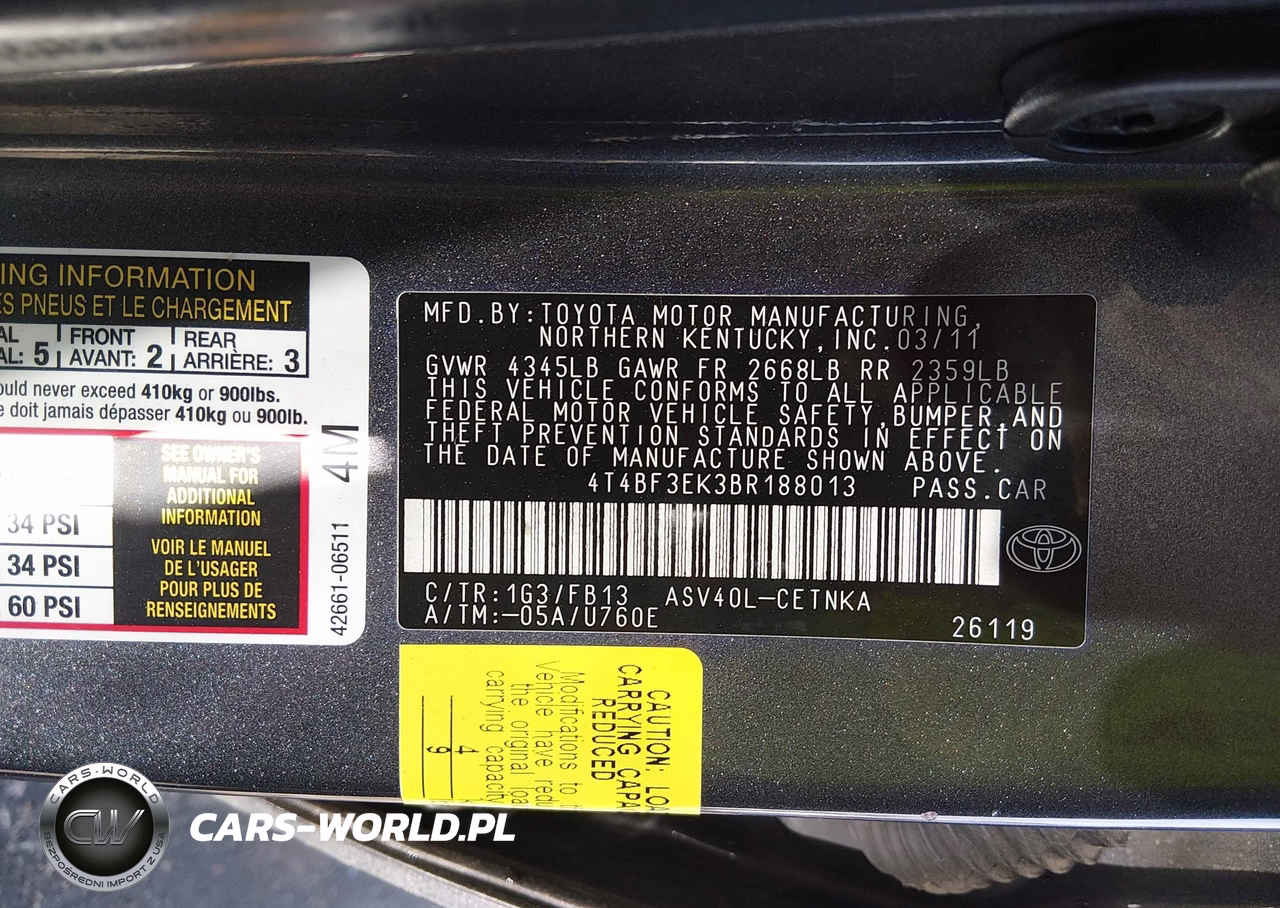 ING INFORMATION
ES PNEUS ET LE CHARGEMENT
AL FRONT REAR
AL: 5 AVANT: 2 ARRIÈRE: 3
ould never exceed 410kg or 900lbs.
e doit jamais dépasser 410kg ou 900lb.
SEE OWNER'S
MANUAL FOR
ADDITIONAL
INFORMATION
VOIR LE MANUEL
DE L'USAGER
POUR PLUS DE
RENSEIGNEMENTS
34 PSI
34 PSI
60 PSI
4M
42661-06511
MFD.BY:TOYOTA MOTOR MANUFACTURING,
NORTHERN KENTUCKY,INC.03/11
GVWR 4345LB GAWR FR 2668LB RR 2359LB
THIS VEHICLE CONFORMS TO ALL APPLICABLE
FEDERAL MOTOR VEHICLE SAFETY,BUMPER,AND
THEFT PREVENTION STANDARDS IN EFFECT ON
THE DATE OF MANUFACTURE SHOWN ABOVE.
4T4BF3EK3BR188013 PASS.CAR
C/TR:1G3/FB13 ASV40L-CETNKA
A/TM:-05A/U760E
26119
CAUTION: LOA
CARRYING CAPA
REDUCED
Modifications to t
vehicle have redu
the original loa
carrying capacity
4
9
CARS-WORLD
CW
BEZPOŚREDNI IMPORT Z USA
CARS-WORLD.PL